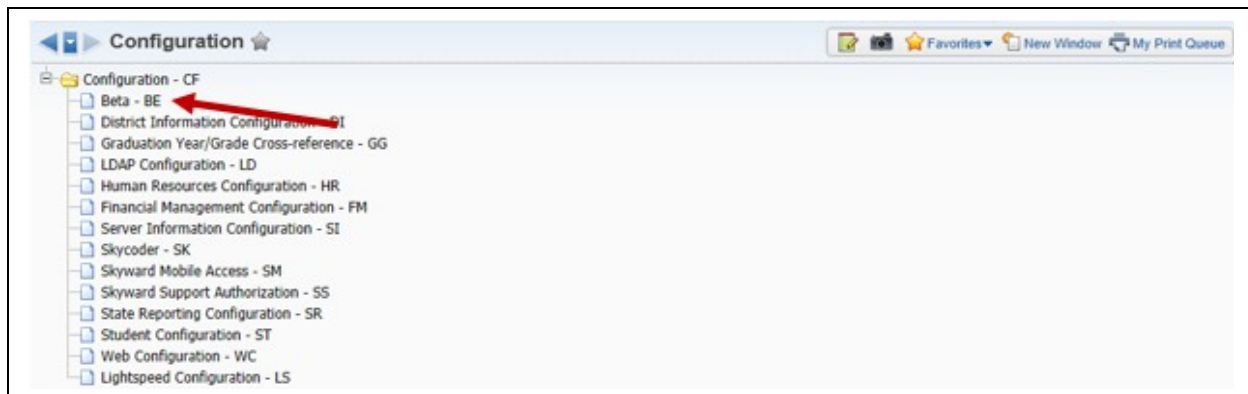 Configuration
Favorites New Window My Print Queue
Configuration - CF
Beta - BE
District Information Configuration - DI
Graduation Year/Grade Cross-reference - GG
LDAP Configuration - LD
Human Resources Configuration - HR
Financial Management Configuration - FM
Server Information Configuration - SI
Skycoder - SK
Skyward Mobile Access - SM
Skyward Support Authorization - SS
State Reporting Configuration - SR
Student Configuration - ST
Web Configuration - WC
Lightspeed Configuration - LS